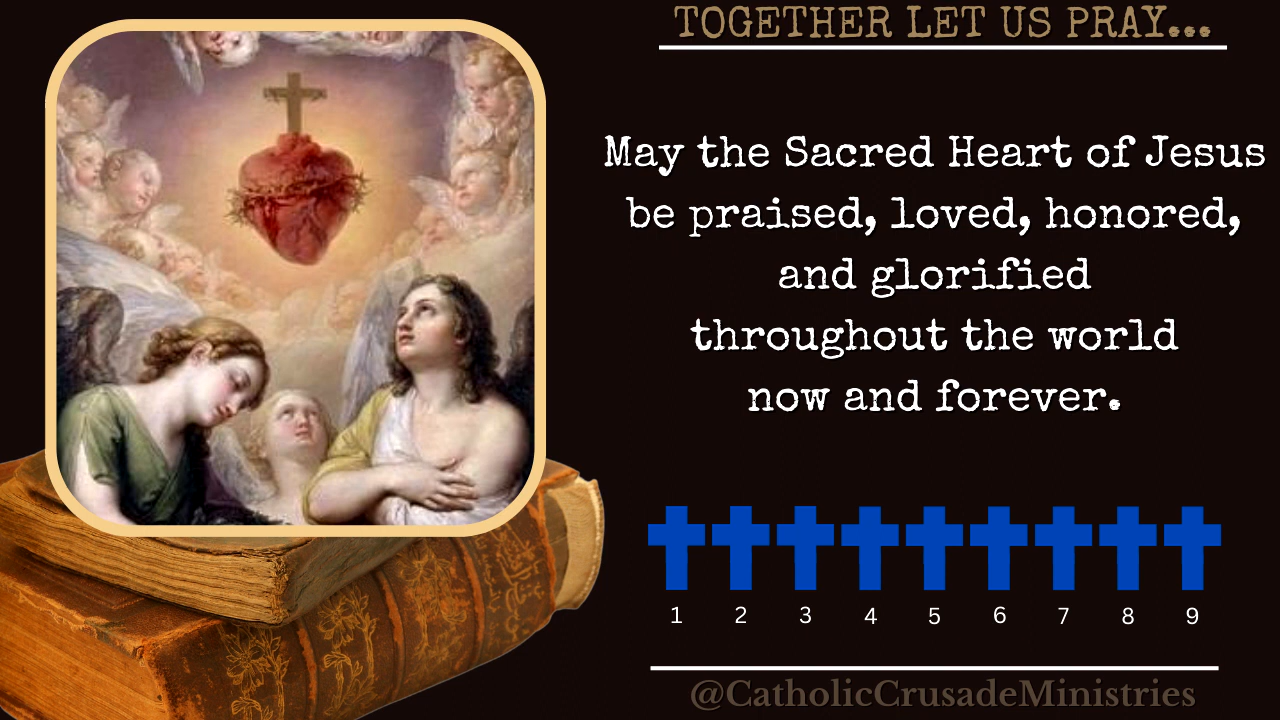 TOGETHER LET US PRAY...
May the Sacred Heart of Jesus
be praised, loved, honored,
and glorified
throughout the world
now and forever.
1 2 3 4 5 6 7 8 9
@CatholicCrusadeMinistries